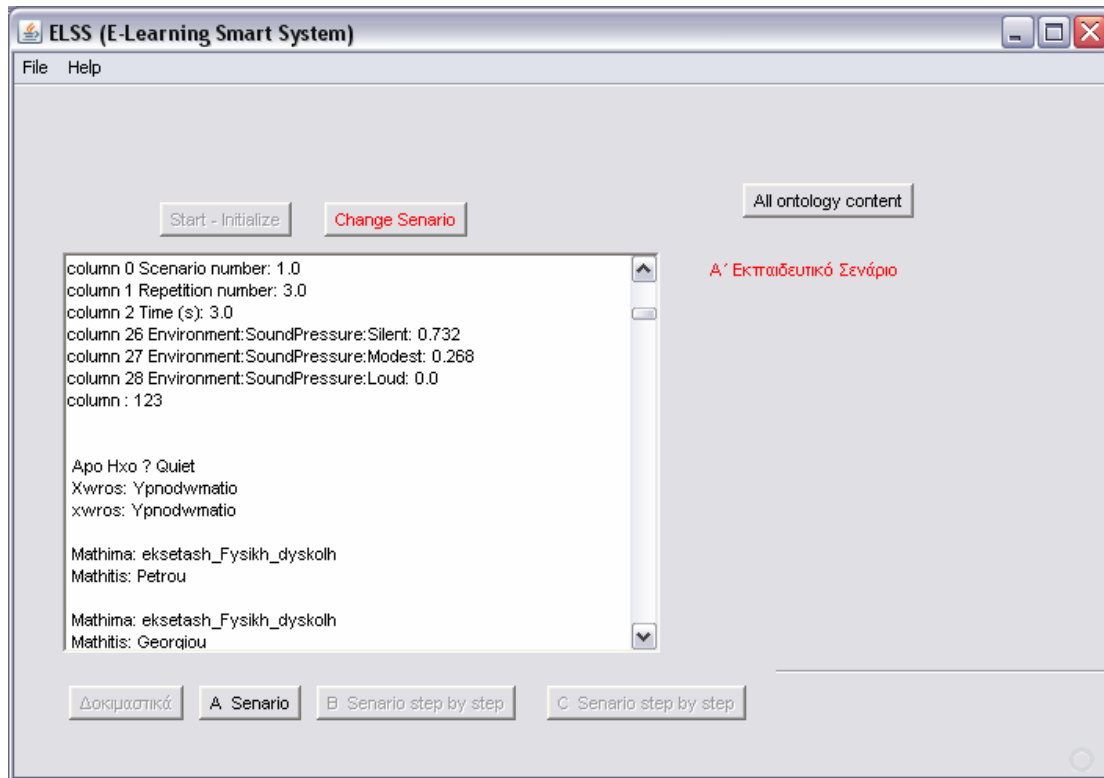 ELSS (E-Learning Smart System)
File Help
All ontology content
Start - Initialize Change Senario
Α΄ Εκπαιδευτικό Σενάριο
column 0 Scenario number: 1.0
column 1 Repetition number: 3.0
column 2 Time (s): 3.0
column 26 Environment:SoundPressure:Silent: 0.732
column 27 Environment:SoundPressure:Modest: 0.268
column 28 Environment:SoundPressure:Loud: 0.0
column : 123
Apo Hxo ? Quiet
Xwros: Ypnodwmatio
xwros: Ypnodwmatio
Mathima: eksetash_Fysikh_dyskolh
Mathitis: Petrou
Mathima: eksetash_Fysikh_dyskolh
Mathitis: Georgiou
Δοκιμαστικά A Senario B Senario step by step C Senario step by step